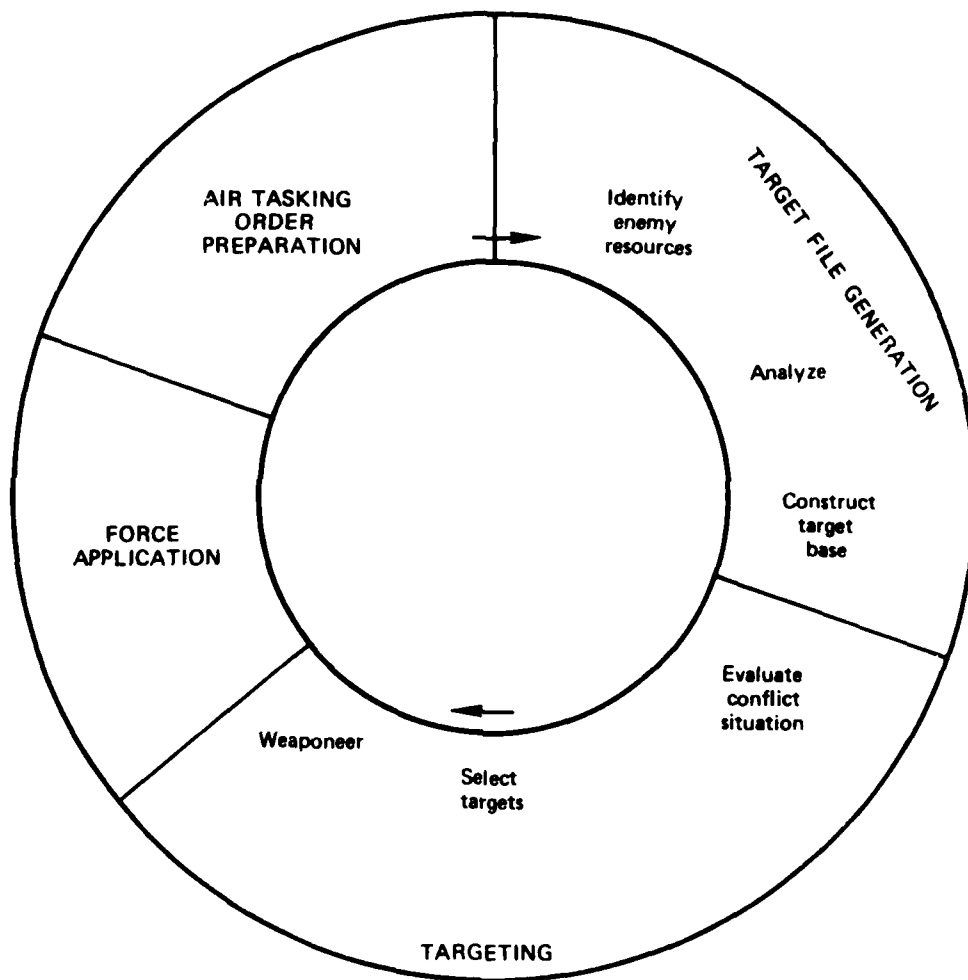 AIR TASKING
ORDER
PREPARATION
Identify
enemy
resources
TARGET FILE GENERATION
Analyze
Construct
target
base
FORCE
APPLICATION
Evaluate
conflict
situation
Weaponeer
Select
targets
TARGETING